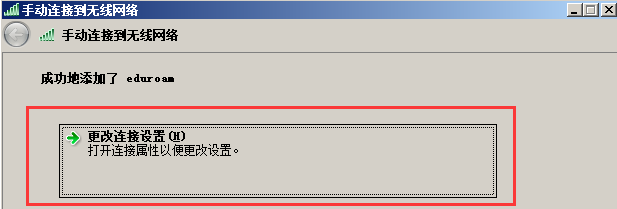 手动连接到无线网络
手动连接到无线网络
成功地添加了 eduroam
更改连接设置(H)
打开连接属性以便更改设置。